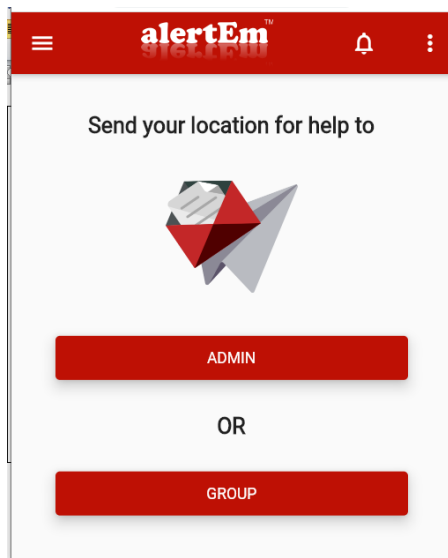 alertEm™
Send your location for help to
ADMIN
OR
GROUP